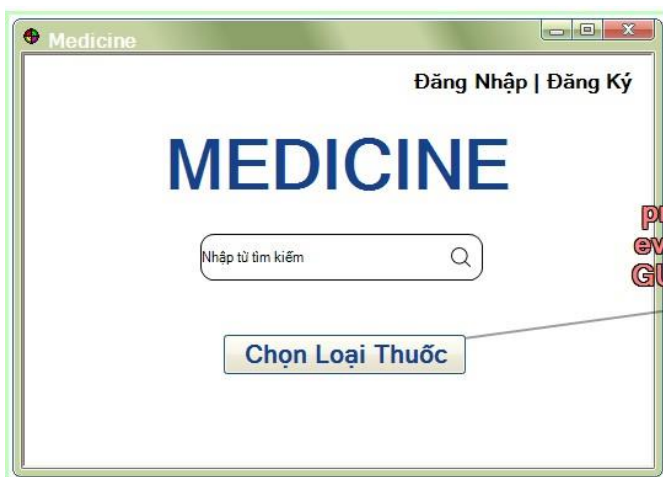 Medicine
Đăng Nhập | Đăng Ký
MEDICINE
Nhập từ tìm kiếm
Chọn Loại Thuốc